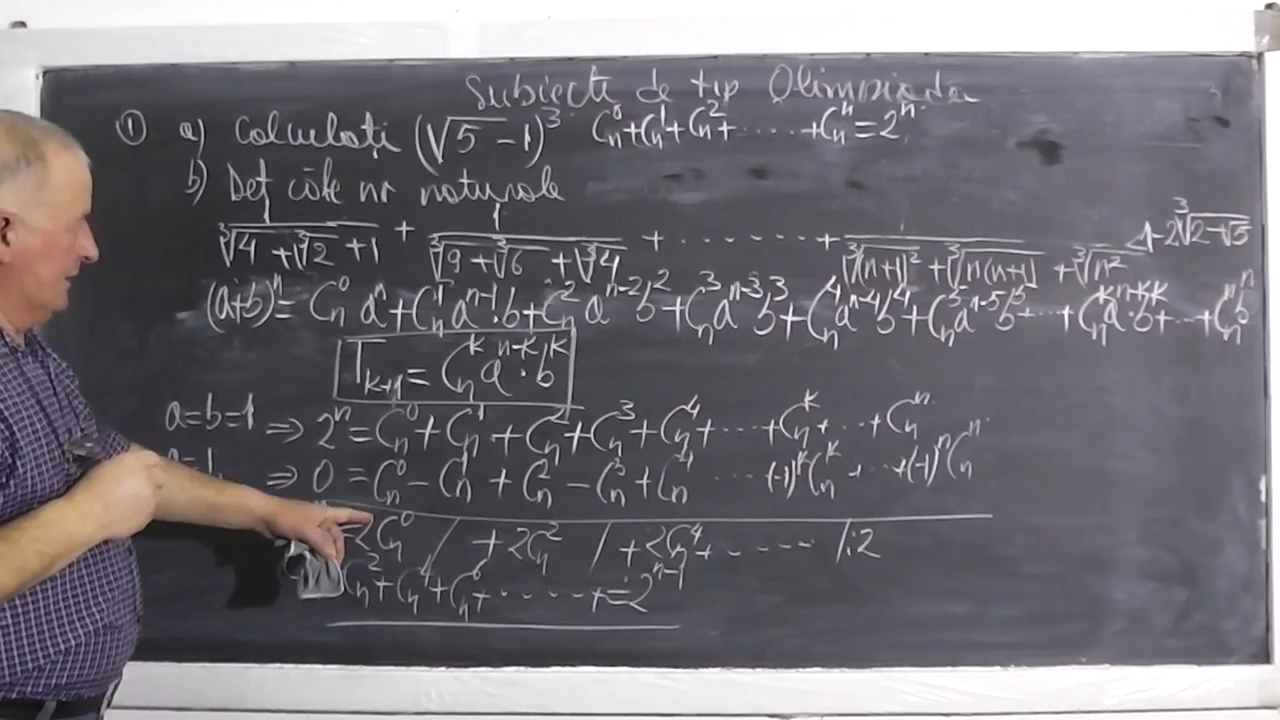 Subiecte de tip Olimpiada
① a) Calculați (√5 - 1)³ C_n^0 + C_n^1 + C_n^2 + ..... + C_n^n = 2^n
b) Det câte nr naturale
1/(∛4 + ∛2 + 1) + 1/(∛9 + ∛6 + ∛4) + ....... + 1/(∛(n+1)² + ∛n(n+1) + ∛n²) < 1-2∛(2-√5)
(a+b)^n = C_n^0 a^n + C_n^1 a^{n-1}·b + C_n^2 a^{n-2}b^2 + C_n^3 a^{n-3}b^3 + C_n^4 a^{n-4}b^4 + C_n^5 a^{n-5}b^5 ... + C_n^k a^{n-k}·b^k + ... + C_n^n b^n
T_{k+1} = C_n^k a^{n-k}·b^k
a=b=1 ⇒ 2^n = C_n^0 + C_n^1 + C_n^2 + C_n^3 + C_n^4 + ... + C_n^k + ... + C_n^n
⇒ 0 = C_n^0 - C_n^1 + C_n^2 - C_n^3 + C_n^4 .... (-1)^k C_n^k + ... + (-1)^n C_n^n
= 2C_n^0 / + 2C_n^2 / + 2C_n^4 + ..... /:2
C_n^2 + C_n^4 + C_n^6 + ..... + = 2^{n-1}